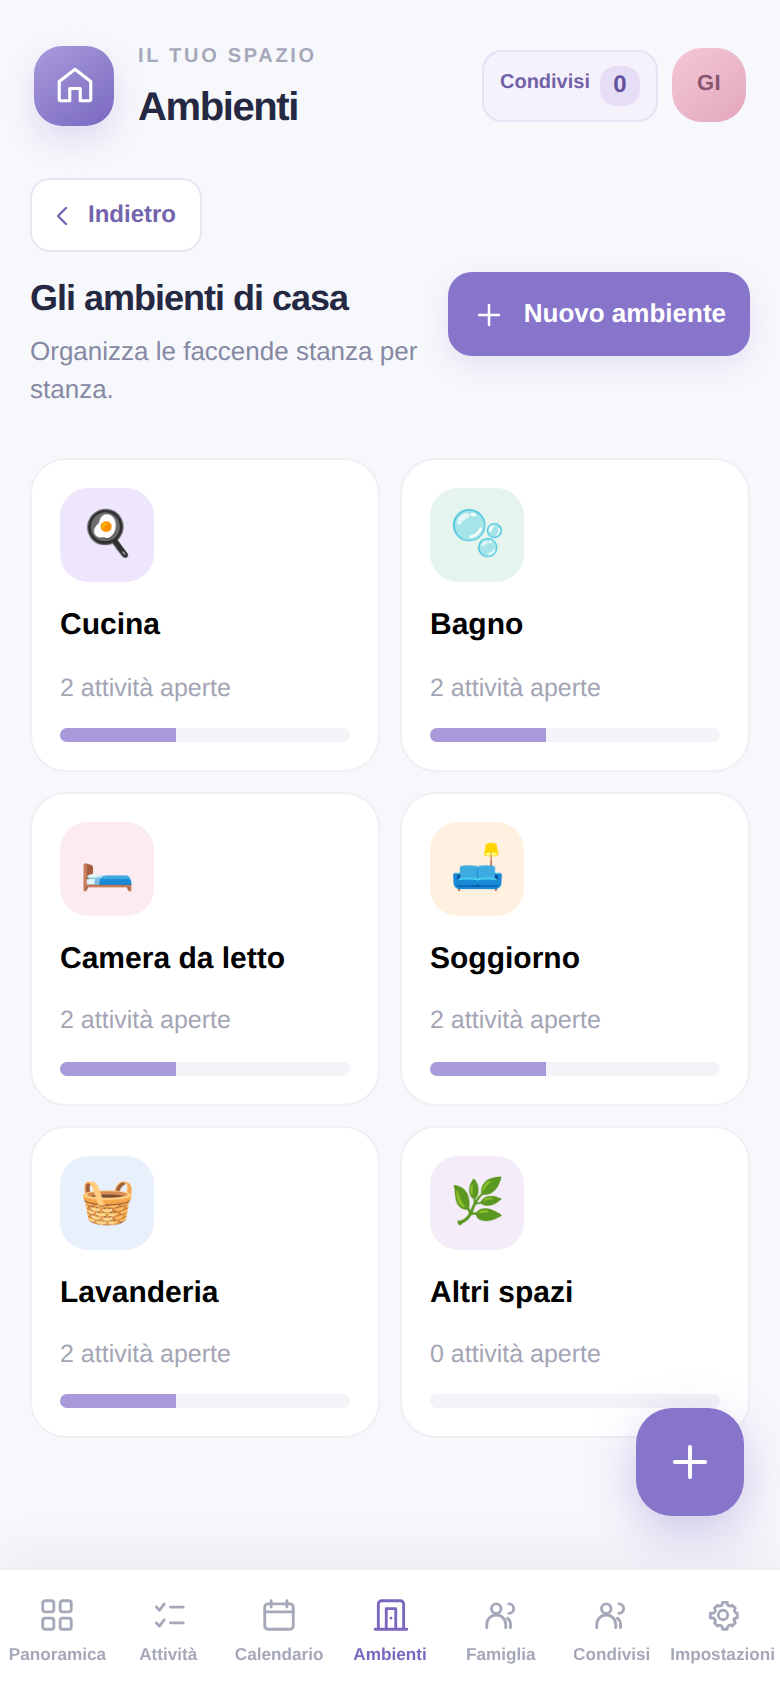 IL TUO SPAZIO
Ambienti
Condivisi 0
GI
Indietro
Gli ambienti di casa
Nuovo ambiente
Organizza le faccende stanza per
stanza.
Cucina
2 attività aperte
Bagno
2 attività aperte
Camera da letto
2 attività aperte
Soggiorno
2 attività aperte
Lavanderia
2 attività aperte
Altri spazi
0 attività aperte
Panoramica
Attività
Calendario
Ambienti
Famiglia
Condivisi
Impostazioni